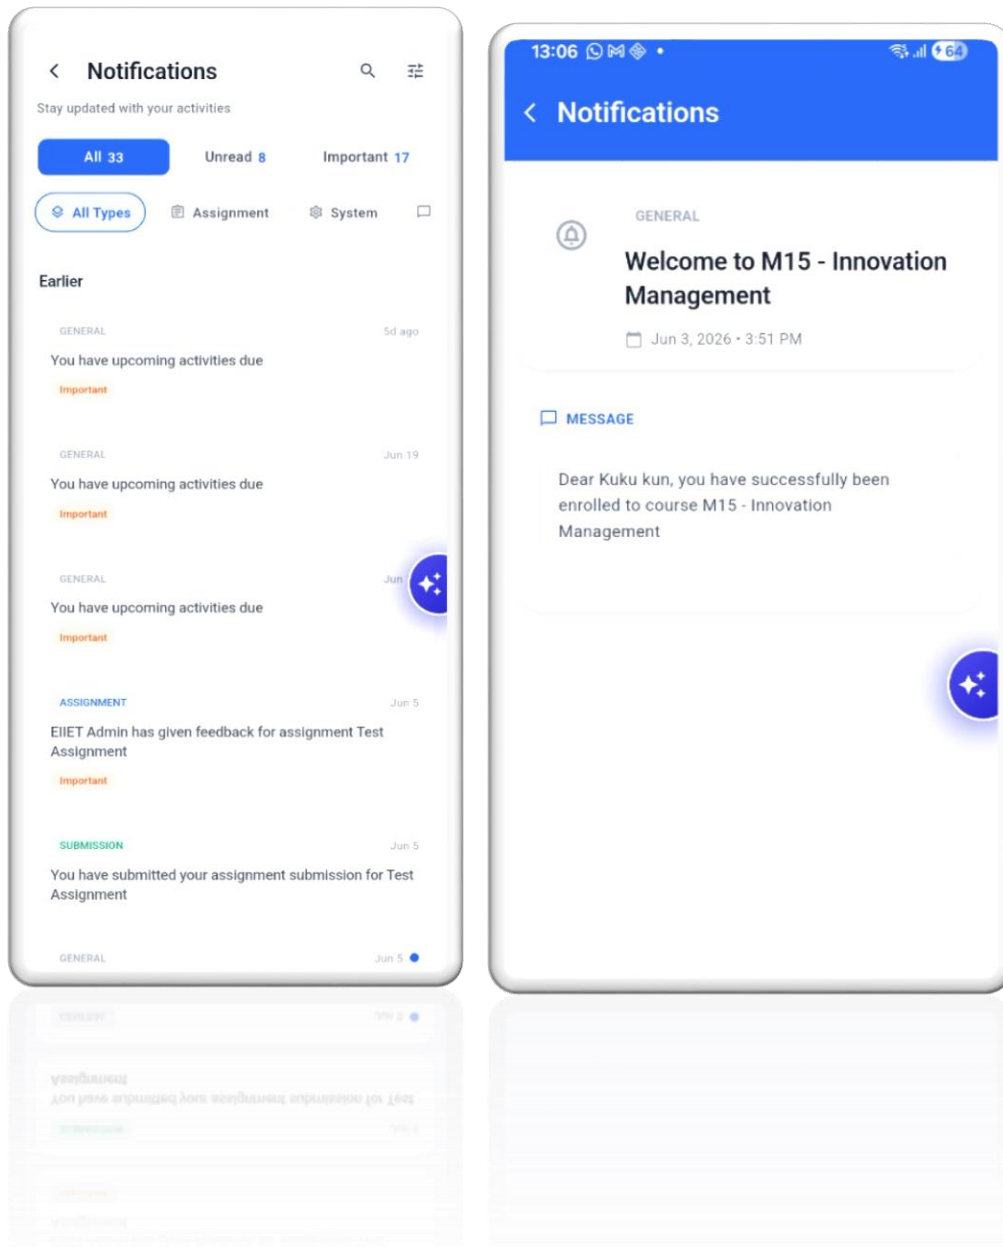 Notifications
Stay updated with your activities
All 33
Unread 8
Important 17
All Types
Assignment
System
Earlier
GENERAL
5d ago
You have upcoming activities due
Important
GENERAL
Jun 19
You have upcoming activities due
Important
GENERAL
Jun
You have upcoming activities due
Important
ASSIGNMENT
Jun 5
EIIET Admin has given feedback for assignment Test
Assignment
Important
SUBMISSION
Jun 5
You have submitted your assignment submission for Test
Assignment
GENERAL
Jun 5
13:06
64
Notifications
GENERAL
Welcome to M15 - Innovation
Management
Jun 3, 2026 • 3:51 PM
MESSAGE
Dear Kuku kun, you have successfully been
enrolled to course M15 - Innovation
Management